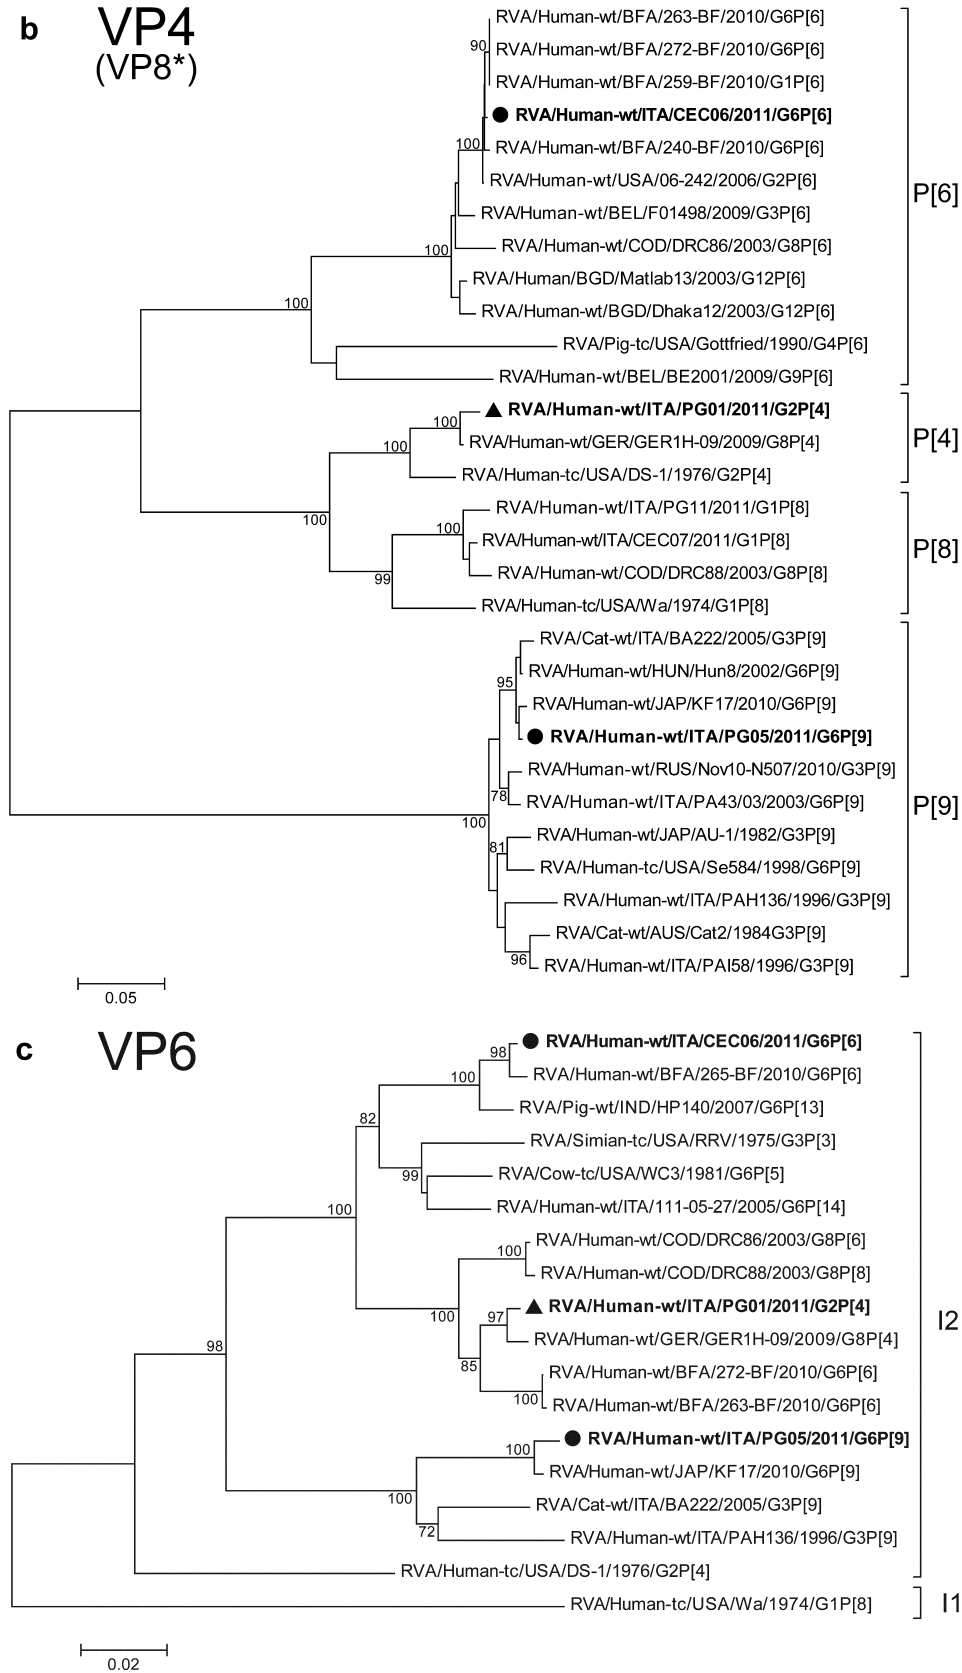 b VP4
(VP8*)
RVA/Human-wt/BFA/263-BF/2010/G6P[6]
90
RVA/Human-wt/BFA/272-BF/2010/G6P[6]
RVA/Human-wt/BFA/259-BF/2010/G1P[6]
RVA/Human-wt/ITA/CEC06/2011/G6P[6]
100
RVA/Human-wt/BFA/240-BF/2010/G6P[6]
RVA/Human-wt/USA/06-242/2006/G2P[6]
P[6]
RVA/Human-wt/BEL/F01498/2009/G3P[6]
100
RVA/Human-wt/COD/DRC86/2003/G8P[6]
RVA/Human/BGD/Matlab13/2003/G12P[6]
100
RVA/Human-wt/BGD/Dhaka12/2003/G12P[6]
RVA/Pig-tc/USA/Gottfried/1990/G4P[6]
RVA/Human-wt/BEL/BE2001/2009/G9P[6]
RVA/Human-wt/ITA/PG01/2011/G2P[4]
100
RVA/Human-wt/GER/GER1H-09/2009/G8P[4]
P[4]
100
RVA/Human-tc/USA/DS-1/1976/G2P[4]
RVA/Human-wt/ITA/PG11/2011/G1P[8]
100
100
RVA/Human-wt/ITA/CEC07/2011/G1P[8]
P[8]
RVA/Human-wt/COD/DRC88/2003/G8P[8]
99
RVA/Human-tc/USA/Wa/1974/G1P[8]
RVA/Cat-wt/ITA/BA222/2005/G3P[9]
RVA/Human-wt/HUN/Hun8/2002/G6P[9]
95
RVA/Human-wt/JAP/KF17/2010/G6P[9]
RVA/Human-wt/ITA/PG05/2011/G6P[9]
RVA/Human-wt/RUS/Nov10-N507/2010/G3P[9]
78
RVA/Human-wt/ITA/PA43/03/2003/G6P[9]
P[9]
100
RVA/Human-wt/JAP/AU-1/1982/G3P[9]
81
RVA/Human-tc/USA/Se584/1998/G6P[9]
RVA/Human-wt/ITA/PAH136/1996/G3P[9]
RVA/Cat-wt/AUS/Cat2/1984G3P[9]
96
RVA/Human-wt/ITA/PAI58/1996/G3P[9]
0.05
c VP6
RVA/Human-wt/ITA/CEC06/2011/G6P[6]
98
RVA/Human-wt/BFA/265-BF/2010/G6P[6]
100
RVA/Pig-wt/IND/HP140/2007/G6P[13]
82
RVA/Simian-tc/USA/RRV/1975/G3P[3]
99
RVA/Cow-tc/USA/WC3/1981/G6P[5]
RVA/Human-wt/ITA/111-05-27/2005/G6P[14]
100
RVA/Human-wt/COD/DRC86/2003/G8P[6]
100
RVA/Human-wt/COD/DRC88/2003/G8P[8]
RVA/Human-wt/ITA/PG01/2011/G2P[4]
100
97
I2
RVA/Human-wt/GER/GER1H-09/2009/G8P[4]
98
85
RVA/Human-wt/BFA/272-BF/2010/G6P[6]
100
RVA/Human-wt/BFA/263-BF/2010/G6P[6]
RVA/Human-wt/ITA/PG05/2011/G6P[9]
100
RVA/Human-wt/JAP/KF17/2010/G6P[9]
100
RVA/Cat-wt/ITA/BA222/2005/G3P[9]
72
RVA/Human-wt/ITA/PAH136/1996/G3P[9]
RVA/Human-tc/USA/DS-1/1976/G2P[4]
RVA/Human-tc/USA/Wa/1974/G1P[8]
I1
0.02